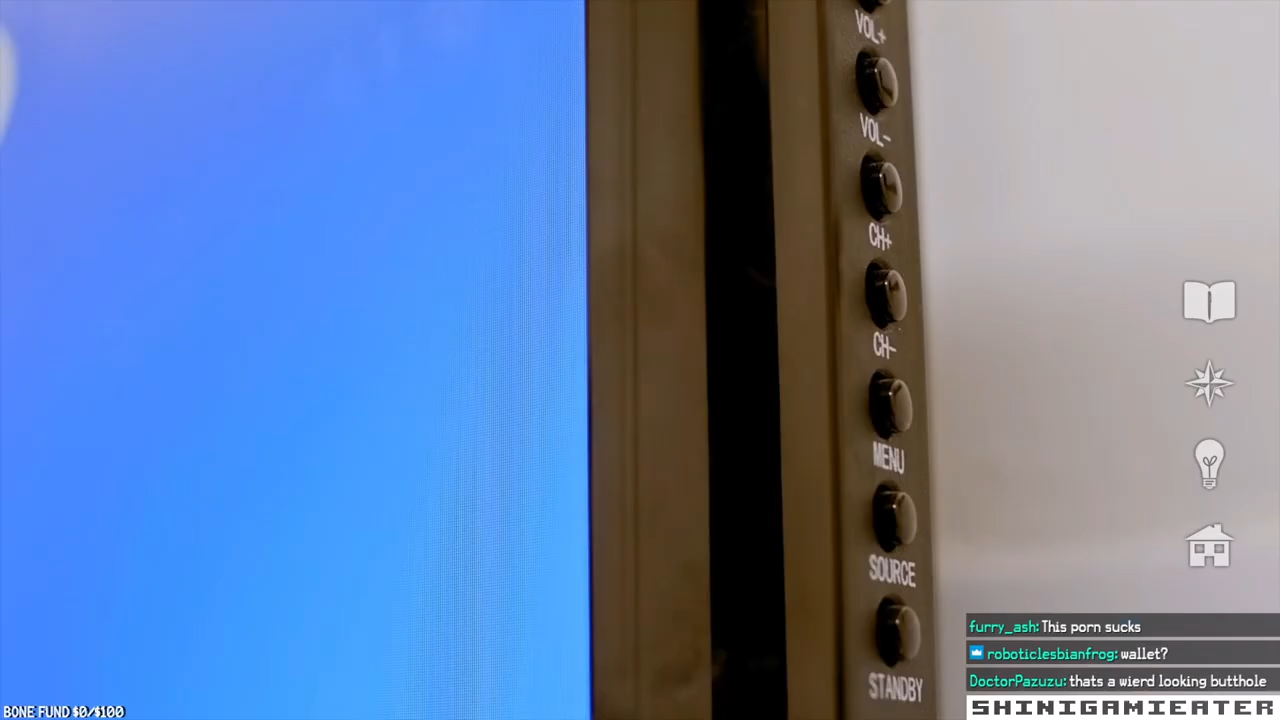 VOL+
VOL-
CH+
CH-
MENU
SOURCE
STANDBY
furry_ash: This porn sucks
roboticlesbianfrog: wallet?
DoctorPazuzu: thats a wierd looking butthole
SHINIGAMIEATER
BONE FUND $0/$100